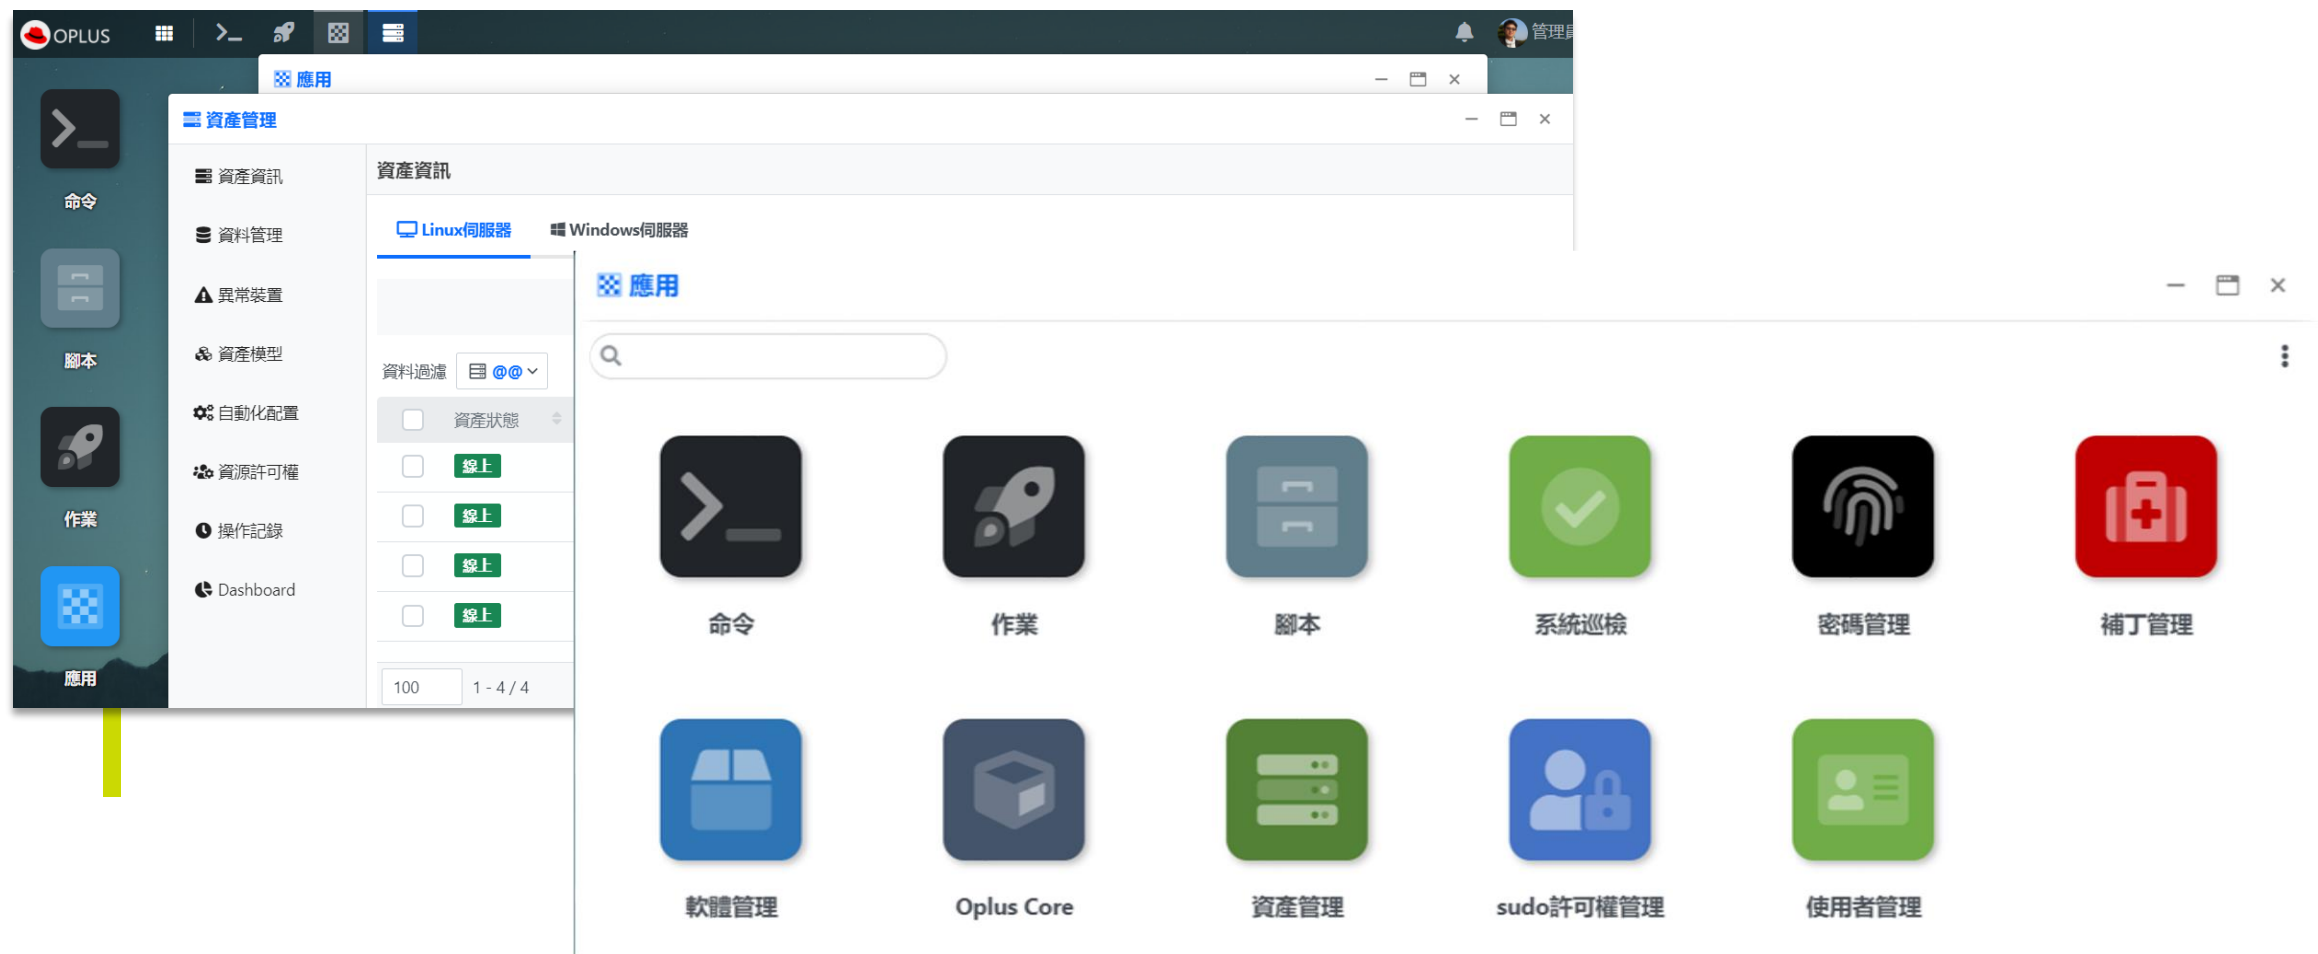 OPLUS
管理員
應用
資產管理
命令
腳本
作業
應用
資產資訊
資料管理
異常裝置
資產模型
自動化配置
資源許可權
操作記錄
Dashboard
資產資訊
Linux伺服器 Windows伺服器
資料過濾 @@
資產狀態
線上
線上
線上
線上
100 1 - 4 / 4
應用
命令 作業 腳本 系統巡檢 密碼管理 補丁管理
軟體管理 Oplus Core 資產管理 sudo許可權管理 使用者管理